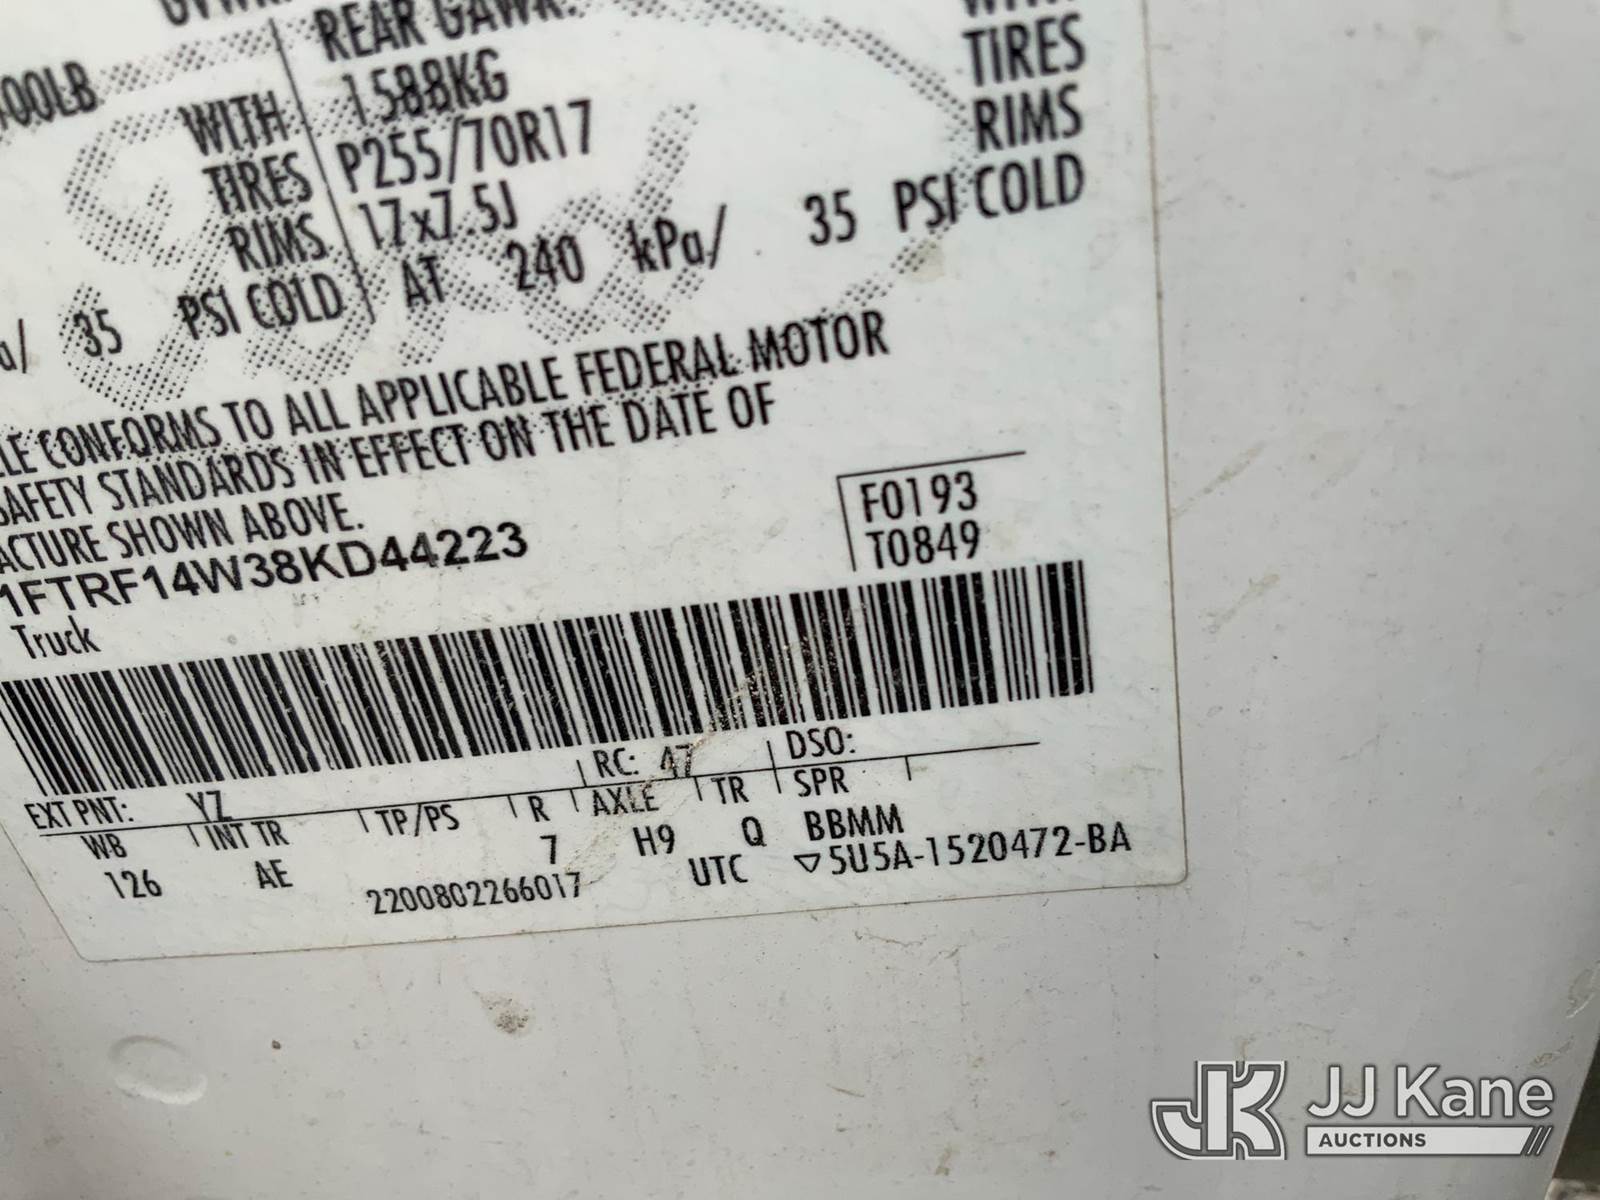 REAR GAWR:
00LB
WITH 1588KG
TIRES P255/70R17 TIRES
RIMS 17x7.5J RIMS
35 PSI COLD AT 240 kPa/ 35 PSI COLD
CONFORMS TO ALL APPLICABLE FEDERAL MOTOR
SAFETY STANDARDS IN EFFECT ON THE DATE OF
ACTURE SHOWN ABOVE.
F0193
1FTRF14W38KD44223 T0849
Truck
RC: 47 DSO:
EXT PNT: YZ
WB INT TR TP/PS R AXLE TR SPR
126 AE 7 H9 Q BBMM
2200802266017 UTC ▽5U5A-1520472-BA
JK JJ Kane
AUCTIONS